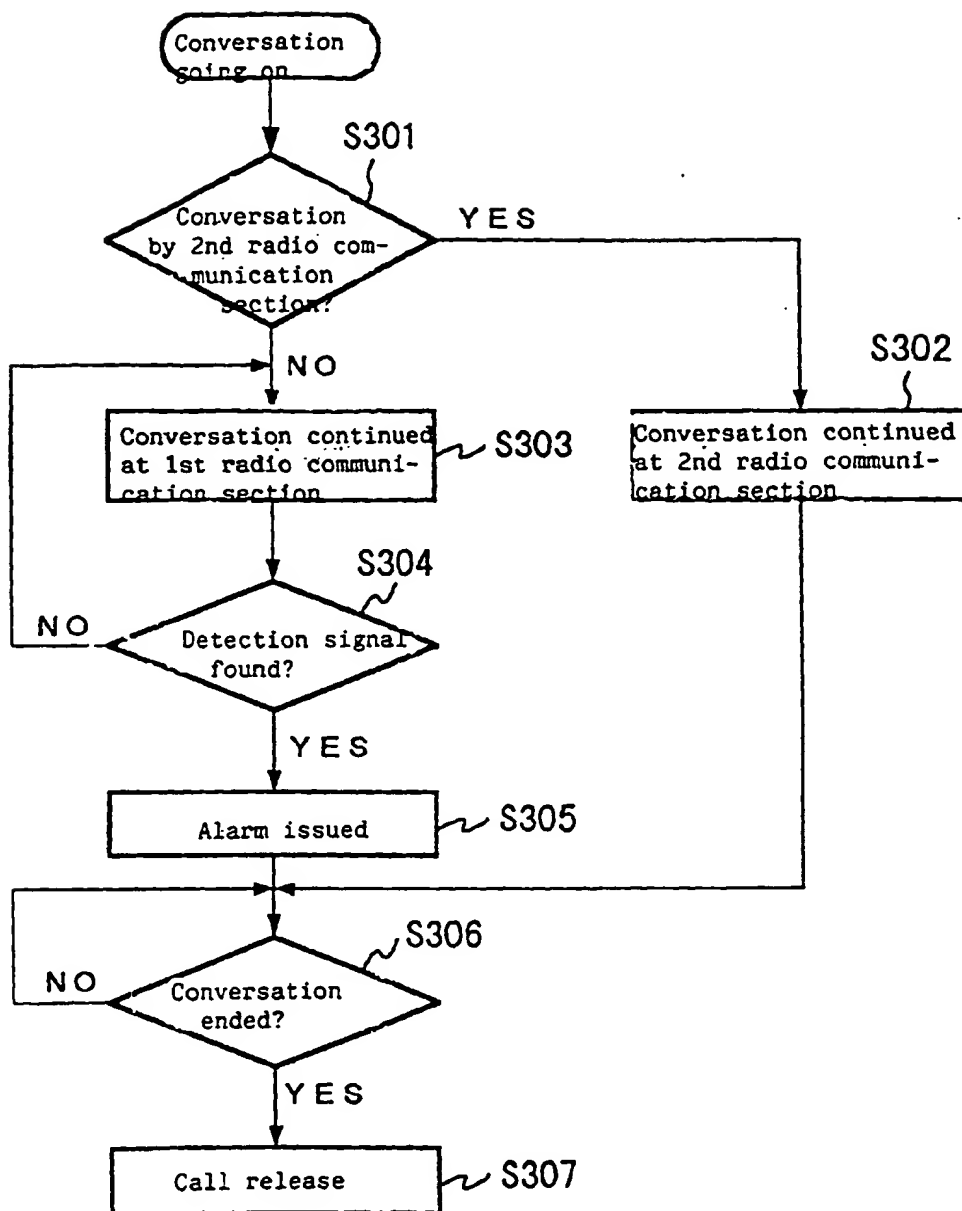 Conversation
going on
S301
Conversation
by 2nd radio com-
munication
section?
YES
NO
S302
Conversation continued
at 2nd radio communi-
cation section
Conversation continued
at 1st radio communi-
cation section
S303
S304
Detection signal
found?
NO
YES
Alarm issued
S305
S306
Conversation
ended?
NO
YES
Call release
S307